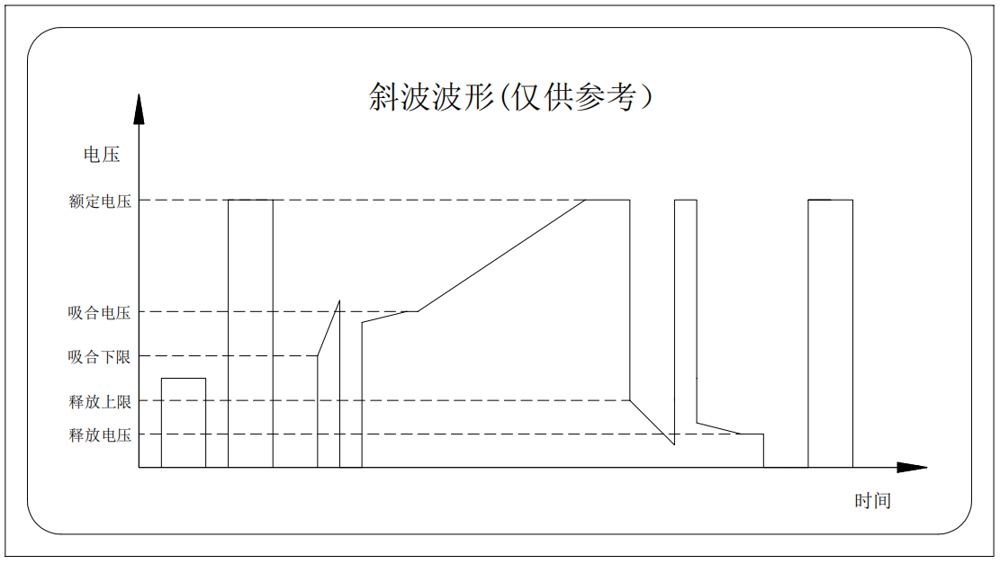 斜波波形(仅供参考）
电压
额定电压
吸合电压
吸合下限
释放上限
释放电压
时间